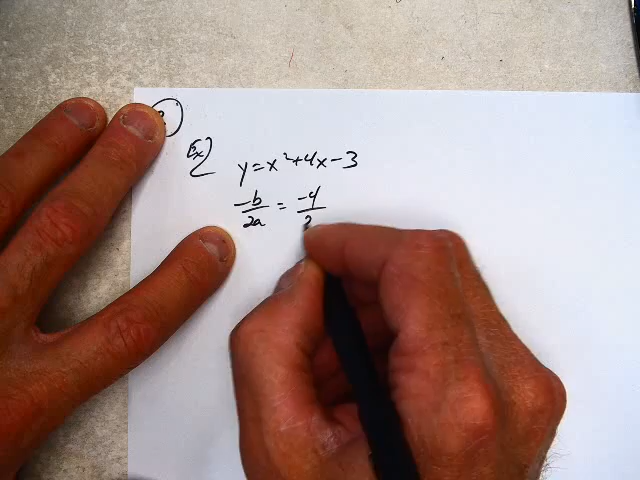 Ex) y=x²+4x-3
-b/2a = -4/2